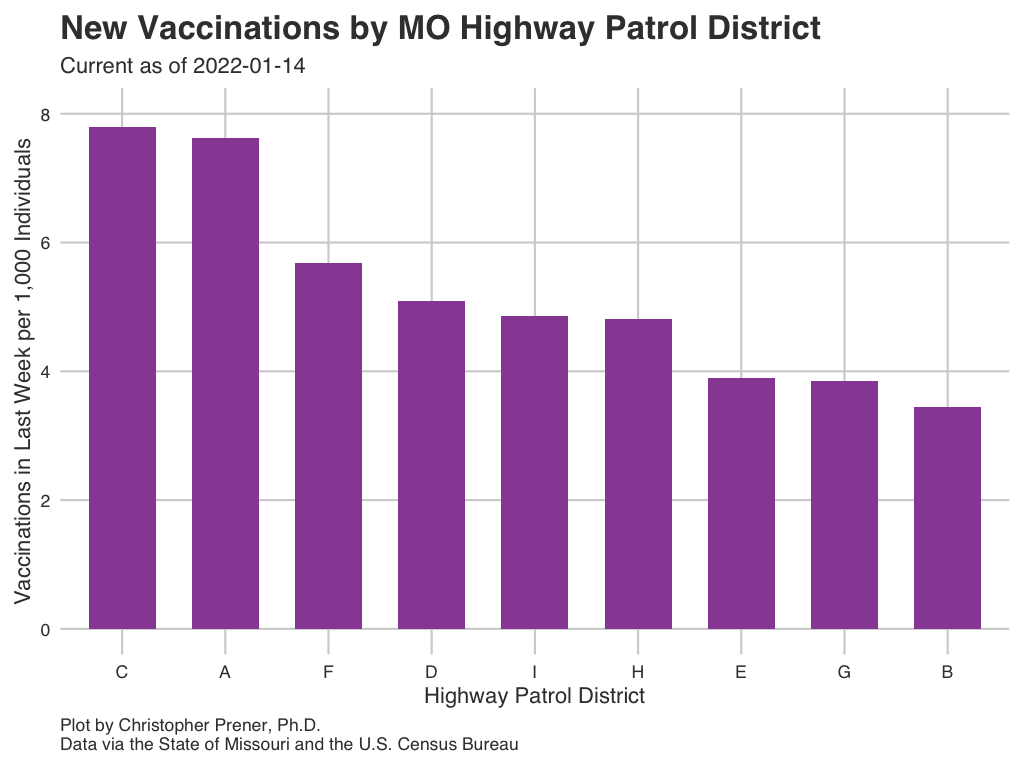 New Vaccinations by MO Highway Patrol District
Current as of 2022-01-14
Vaccinations in Last Week per 1,000 Individuals
8
6
4
2
0
C A F D I H E G B
Highway Patrol District
Plot by Christopher Prener, Ph.D.
Data via the State of Missouri and the U.S. Census Bureau